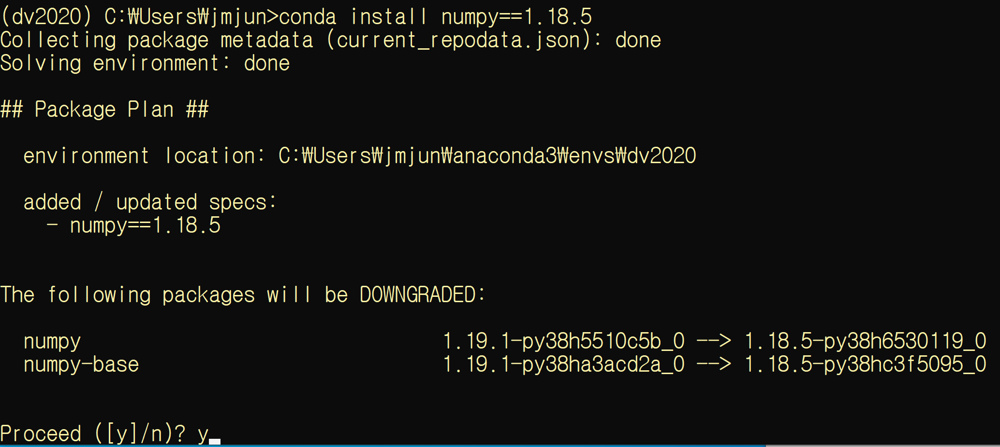 (dv2020) C:₩Users₩jmjun>conda install numpy==1.18.5
Collecting package metadata (current_repodata.json): done
Solving environment: done
## Package Plan ##
environment location: C:₩Users₩jmjun₩anaconda3₩envs₩dv2020
added / updated specs:
- numpy==1.18.5
The following packages will be DOWNGRADED:
numpy 1.19.1-py38h5510c5b_0 --> 1.18.5-py38h6530119_0
numpy-base 1.19.1-py38ha3acd2a_0 --> 1.18.5-py38hc3f5095_0
Proceed ([y]/n)? y